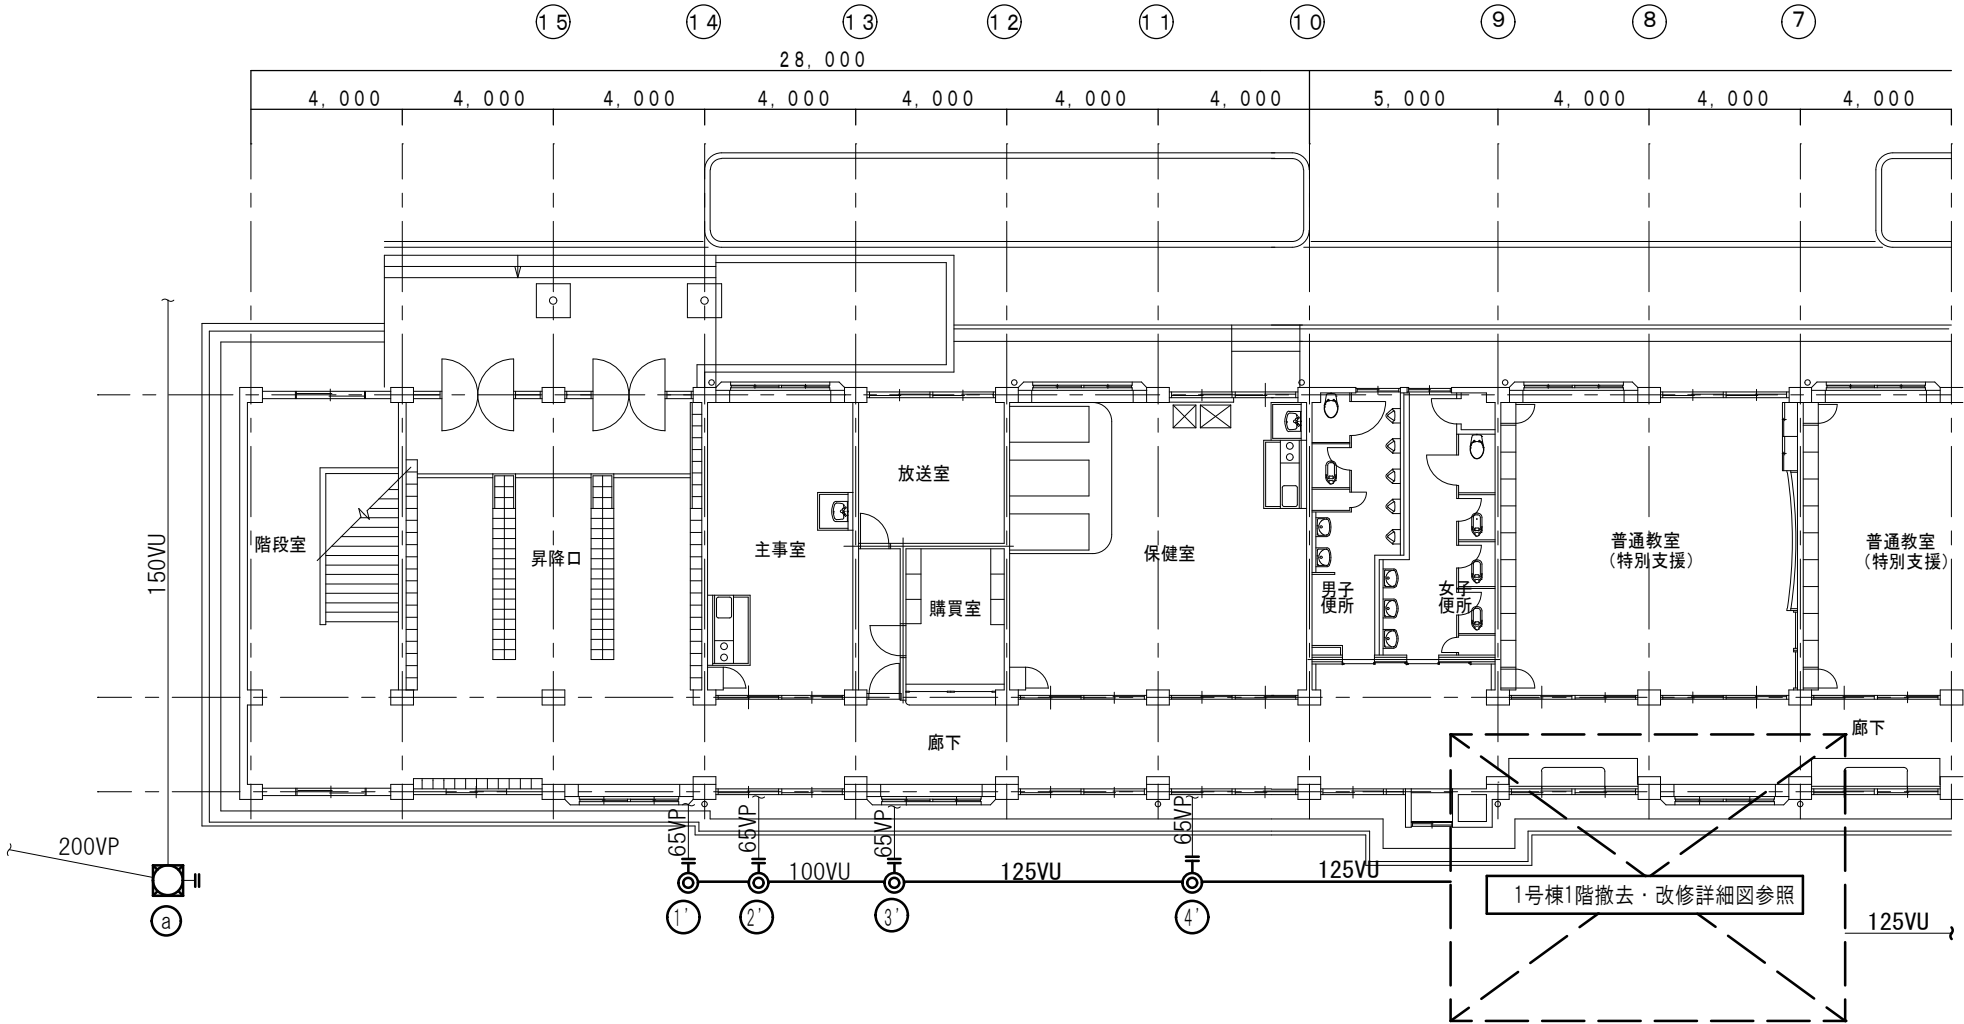 15 14 13 12 11 10 9 8 7
28,000
4,000 4,000 4,000 4,000 4,000 4,000 4,000 5,000 4,000 4,000 4,000
階段室
昇降口
主事室
放送室
購買室
保健室
男子
便所
女子
便所
普通教室
(特別支援)
普通教室
(特別支援)
廊下
廊下
150VU
200VP
a
65VP
65VP
65VP
65VP
100VU
125VU
125VU
1'
2'
3'
4'
1号棟1階撤去・改修詳細図参照
125VU